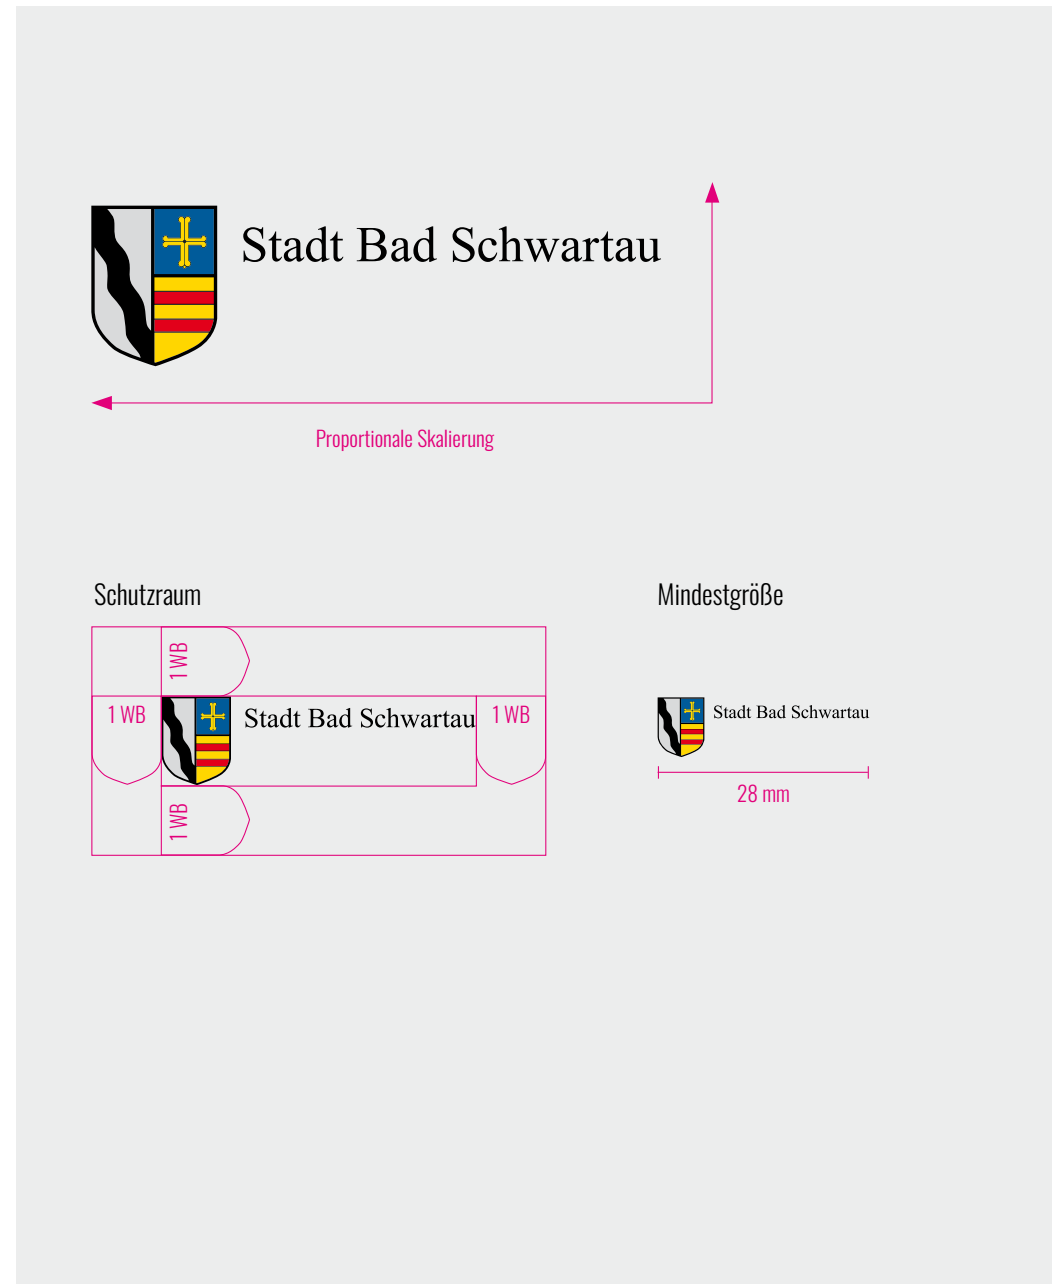 Stadt Bad Schwartau
Proportionale Skalierung
Schutzraum
Mindestgröße
1 WB
1 WB
Stadt Bad Schwartau
1 WB
Stadt Bad Schwartau
28 mm
1 WB